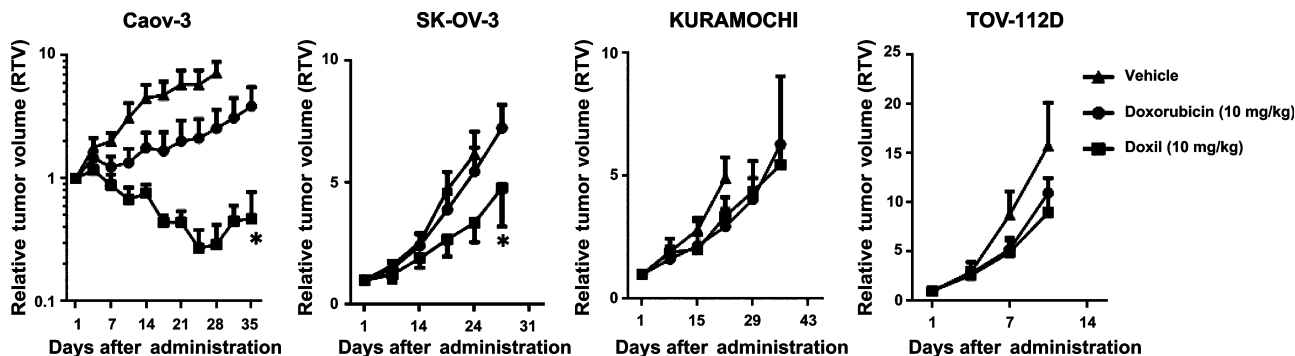 Caov-3
SK-OV-3
KURAMOCHI
TOV-112D
Relative tumor volume (RTV)
10
1
0.1
1 7 14 21 28 35
*
Days after administration
Relative tumor volume (RTV)
10
5
0
1 14 24 31
*
Days after administration
Relative tumor volume (RTV)
10
5
0
1 15 29 43
Days after administration
Relative tumor volume (RTV)
25
20
15
10
5
0
1 7 14
Days after administration
Vehicle
Doxorubicin (10 mg/kg)
Doxil (10 mg/kg)